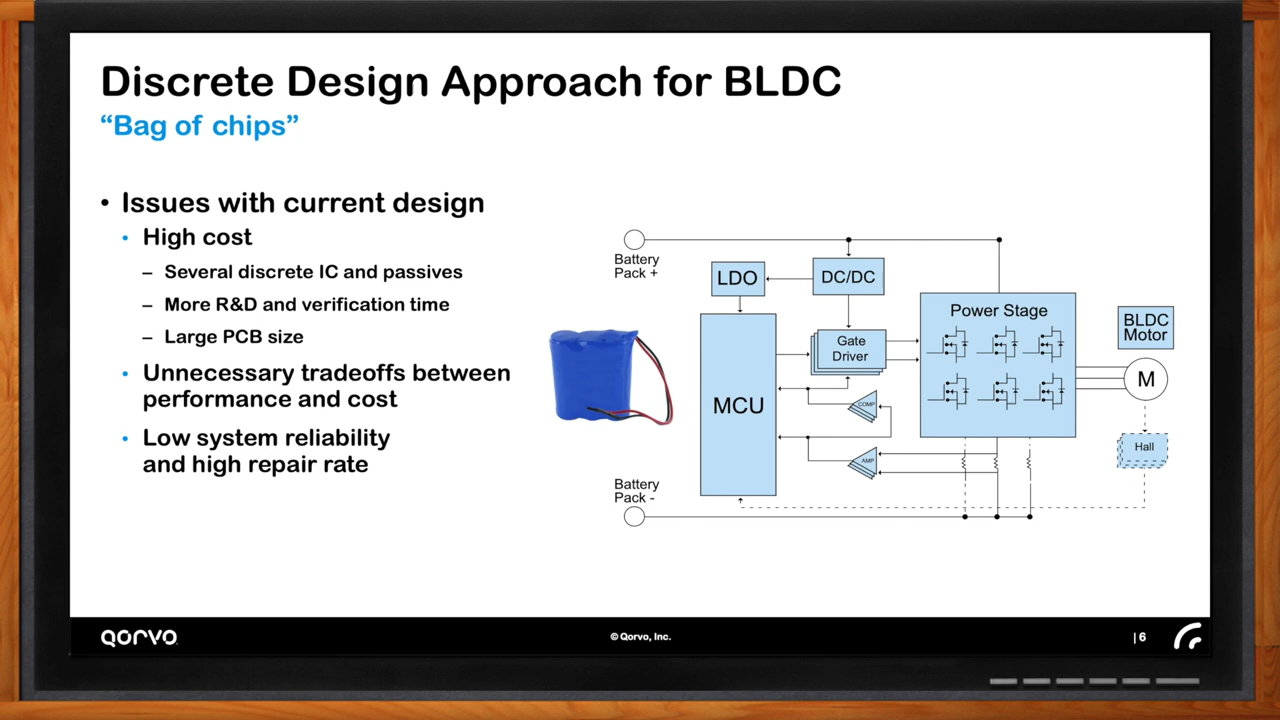 Discrete Design Approach for BLDC
“Bag of chips”
• Issues with current design
• High cost
– Several discrete IC and passives
– More R&D and verification time
– Large PCB size
• Unnecessary tradeoffs between
performance and cost
• Low system reliability
and high repair rate
Battery
Pack +
LDO
DC/DC
Power Stage
BLDC
Motor
Gate
Driver
MCU
M
COMP
AMP
Hall
Battery
Pack -
QORVO
© Qorvo, Inc.
| 6